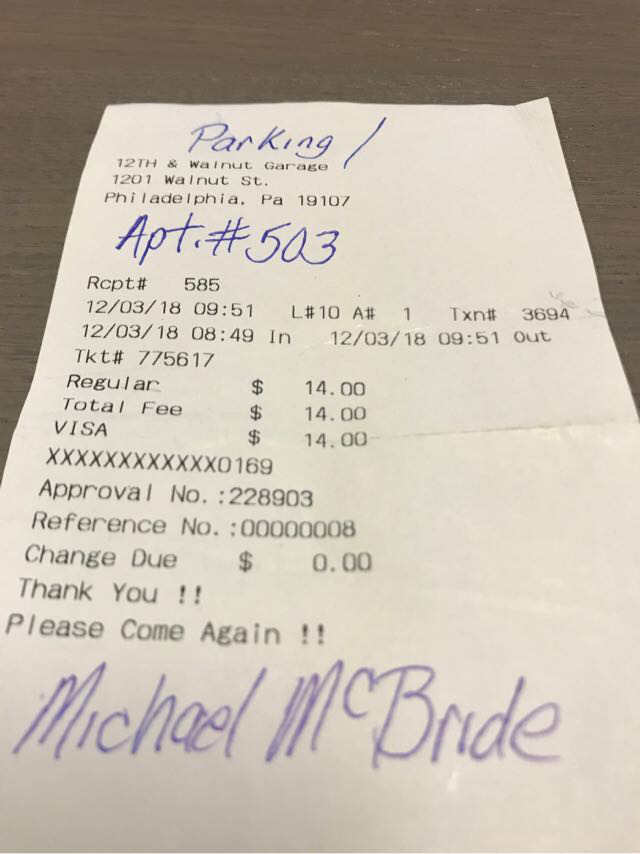 Parking /
12TH & Walnut Garage
1201 Walnut St.
Philadelphia, Pa 19107
Apt.#503
Rcpt# 585
12/03/18 09:51 L#10 A# 1 Txn# 3694
12/03/18 08:49 In 12/03/18 09:51 Out
Tkt# 775617
Regular $ 14.00
Total Fee $ 14.00
VISA $ 14.00
XXXXXXXXXXXX0169
Approval No.:228903
Reference No.:00000008
Change Due $ 0.00
Thank You !!
Please Come Again !!
Michael McBride